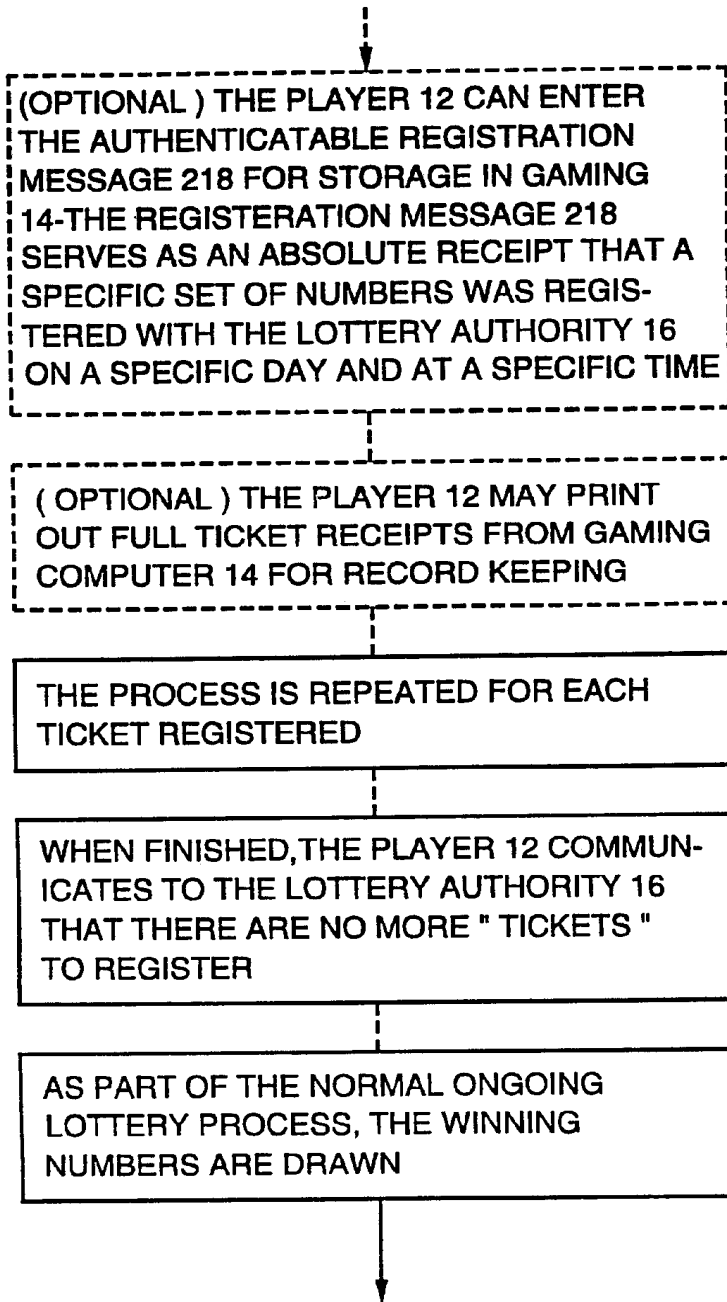 (OPTIONAL ) THE PLAYER 12 CAN ENTER
THE AUTHENTICATABLE REGISTRATION
MESSAGE 218 FOR STORAGE IN GAMING
14-THE REGISTERATION MESSAGE 218
SERVES AS AN ABSOLUTE RECEIPT THAT A
SPECIFIC SET OF NUMBERS WAS REGIS-
TERED WITH THE LOTTERY AUTHORITY 16
ON A SPECIFIC DAY AND AT A SPECIFIC TIME
( OPTIONAL ) THE PLAYER 12 MAY PRINT
OUT FULL TICKET RECEIPTS FROM GAMING
COMPUTER 14 FOR RECORD KEEPING
THE PROCESS IS REPEATED FOR EACH
TICKET REGISTERED
WHEN FINISHED,THE PLAYER 12 COMMUN-
ICATES TO THE LOTTERY AUTHORITY 16
THAT THERE ARE NO MORE " TICKETS "
TO REGISTER
AS PART OF THE NORMAL ONGOING
LOTTERY PROCESS, THE WINNING
NUMBERS ARE DRAWN